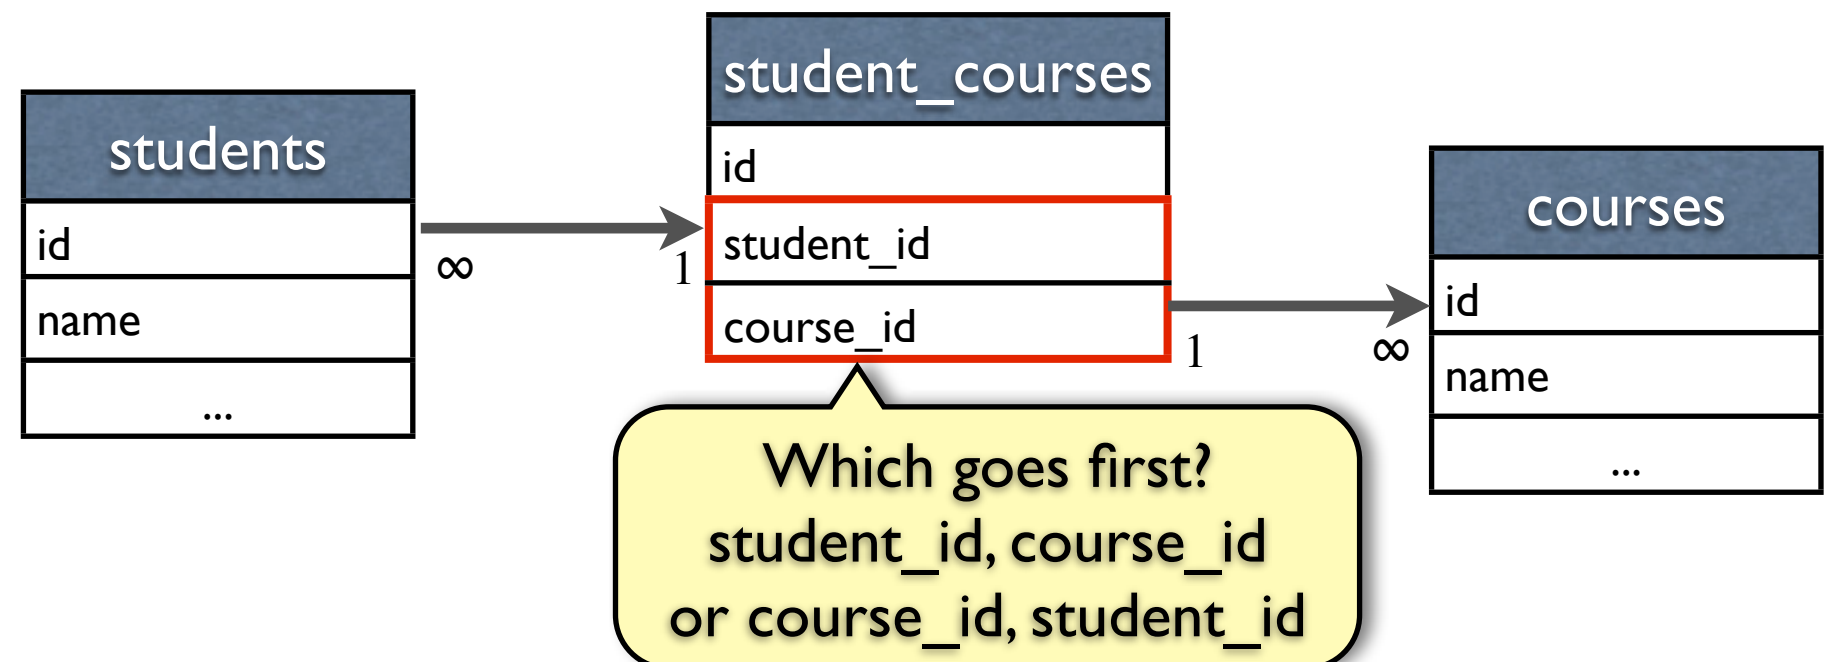 students
id
name
...
∞
1
student_courses
id
student_id
course_id
1
∞
courses
id
name
...
Which goes first?
student_id, course_id
or course_id, student_id